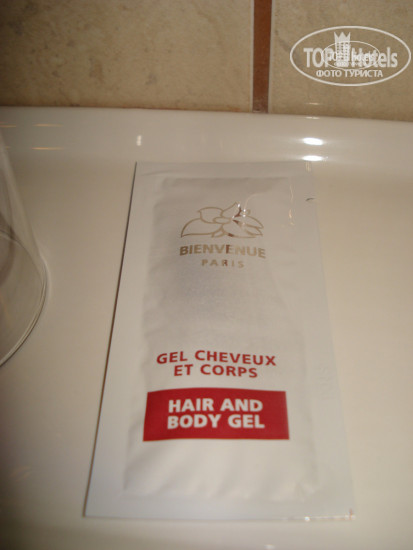 TOP Hotels
ФОТО ТУРИСТА
BIENVENUE
PARIS
GEL CHEVEUX
ET CORPS
HAIR AND
BODY GEL